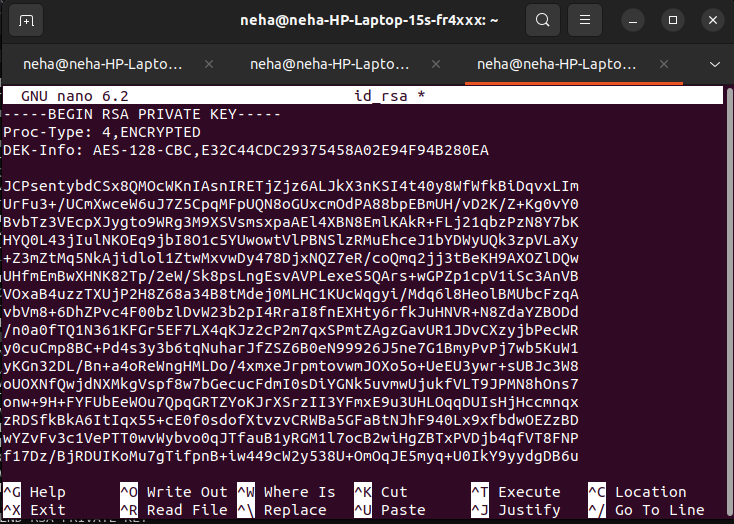 neha@neha-HP-Laptop-15s-fr4xxx: ~
neha@neha-HP-Lapto... neha@neha-HP-Lapto... neha@neha-HP-Lapto...
GNU nano 6.2 id_rsa *
-----BEGIN RSA PRIVATE KEY-----
Proc-Type: 4,ENCRYPTED
DEK-Info: AES-128-CBC,E32C44CDC29375458A02E94F94B280EA
JCPsentybdCSx8QMOcWKnIAsnIRETjZjz6ALJkX3nKSI4t40y8WfWfkBiDqvxLIm
UrFu3+/UCmXwceW6uJ7Z5CpqMFpUQN8oGUxcmOdPA88bpEBmUH/vD2K/Z+Kg0vY0
BvbTz3VEcpXJygto9WRg3M9XSVsmsxpaAEl4XBN8EmlKAkR+FLj21qbzPzN8Y7bK
HYQ0L43jIulNKOEq9jbI8O1c5YUwowtVlPBNSlzRMuEhceJ1bYDWyUQk3zpVLaXy
+Z3mZtMq5NkAjidlol1ZtwMxvwDy478DjxNQZ7eR/coQmq2jj3tBeKH9AXOZlDQw
UHfmEmBwXHNK82Tp/2eW/Sk8psLngEsvAVPLexeS5QArs+wGPZp1cpV1iSc3AnVB
VOxaB4uzzTXUjP2H8Z68a34B8tMdej0MLHC1KUcWqgyi/Mdq6l8HeolBMUbcFzqA
vbVm8+6DhZPvc4F00bzlDvW23b2pI4RraI8fnEXHty6rfkJuHNVR+N8ZdaYZBODd
/n0a0fTQ1N361KFGr5EF7LX4qKJz2cP2m7qxSPmtZAgzGavUR1JDvCXzyjbPecWR
y0cuCmp8BC+Pd4s3y3b6tqNuharJfZSZ6B0eN99926J5ne7G1BmyPvPj7wb5KuW1
yKGn32DL/Bn+a4oReWngHMLDo/4xmxeJrpmtovwmJOXo5o+UeEU3ywr+sUBJc3W8
oUOXNfQwjdNXMkgVspf8w7bGecucFdmI0sDiYGNk5uvmwUjukfVLT9JPMN8hOns7
onw+9H+FYFUbEeWOu7QpqGRTZYoKJrXSrzII3YFmxE9u3UHLOqqDUIsHjHccmnqx
zRDSfkBkA6ItIqx55+cE0f0sdofXtvzvCRWBa5GFaBtNJhF940Lx9xfbdwOEZzBD
wYZvFv3c1VePTT0wvWybvo0qJTfauB1yRGM1l7ocB2wiHgZBTxPVDjb4qfVT8FNP
f17Dz/BjRDUIKoMu7gTifpnB+iw449cW2y538U+OmOqJE5myq+U0IkY9yydgDB6u
^G Help ^O Write Out ^W Where Is ^K Cut ^T Execute ^C Location
^X Exit ^R Read File ^\ Replace ^U Paste ^J Justify ^/ Go To Line